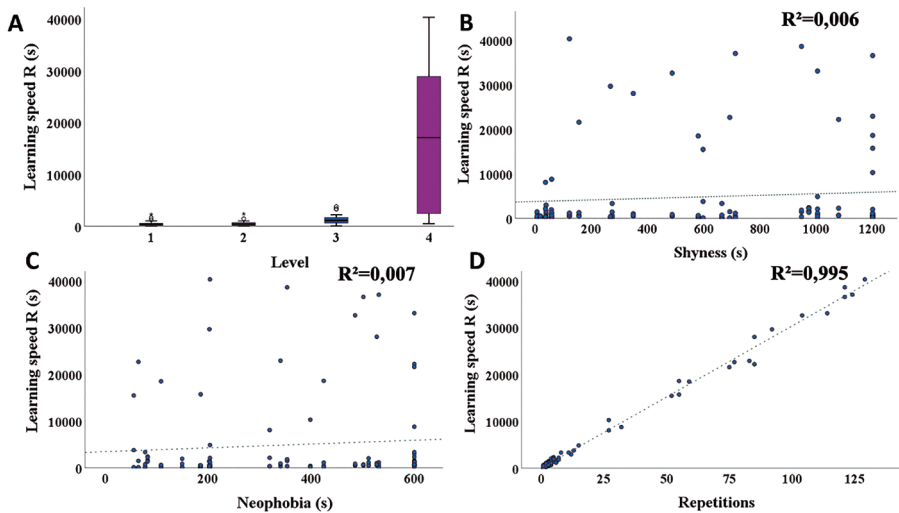 A
Learning speed R (s)
40000
30000
20000
10000
0
1 2 3 4
Level
B
R²=0,006
Learning speed R (s)
40000
30000
20000
10000
0
0 200 400 600 800 1000 1200
Shyness (s)
C
R²=0,007
Learning speed R (s)
40000
30000
20000
10000
0
0 200 400 600
Neophobia (s)
D
R²=0,995
Learning speed R (s)
40000
30000
20000
10000
0
0 25 50 75 100 125
Repetitions